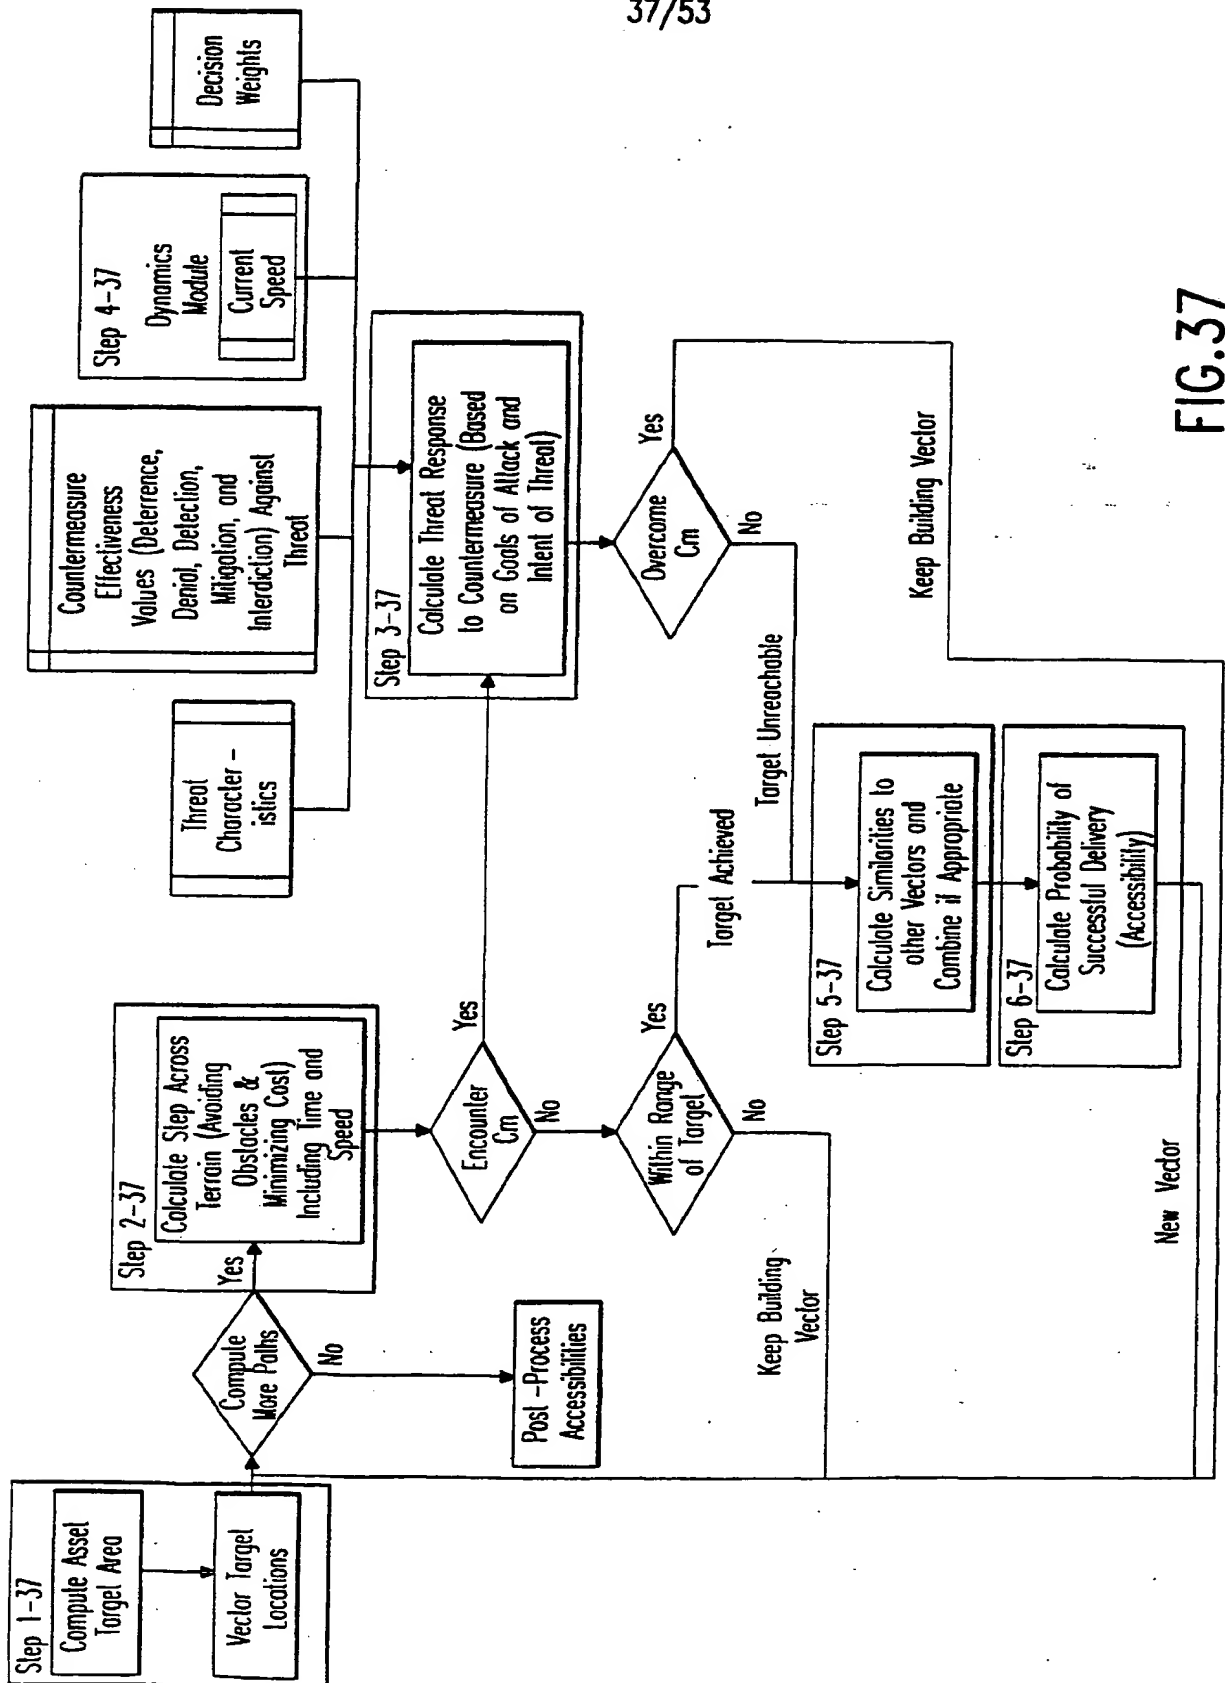 37/53
Step 1-37
Compute Asset
Target Area
Vector Target
Locations
Compute
More Paths
Yes
No
Post-Process
Accessibilities
Step 2-37
Calculate Step Across
Terrain (Avoiding
Obstacles &
Minimizing Cost)
Including Time and
Speed
Encounter
Cm
Yes
No
Within Range
of Target
Yes
No
Keep Building
Vector
Target Achieved
Threat
Character-
istics
Countermeasure
Effectiveness
Values (Deterrence,
Denial, Detection,
Mitigation, and
Interdiction) Against
Threat
Step 4-37
Dynamics
Module
Current
Speed
Decision
Weights
Step 3-37
Calculate Threat Response
to Countermeasure (Based
on Goals of Attack and
Intent of Threat)
Overcome
Cm
Yes
No
Target Unreachable
Keep Building Vector
Step 5-37
Calculate Similarities to
other Vectors and
Combine if Appropriate
Step 6-37
Calculate Probability of
Successful Delivery
(Accessibility)
New Vector
FIG.37